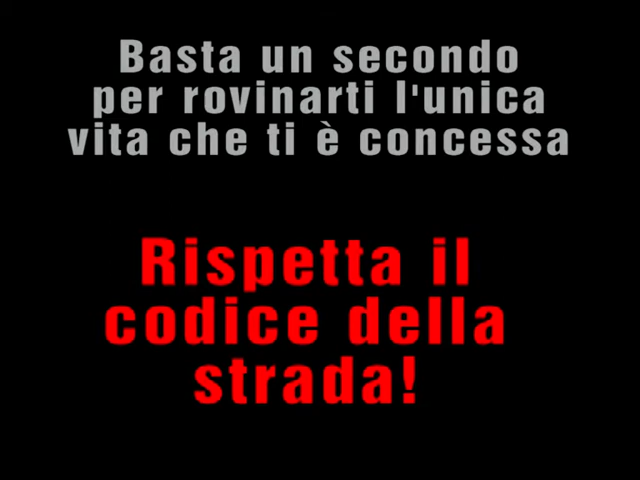 Basta un secondo
per rovinarti l'unica
vita che ti è concessa
Rispetta il
codice della
strada!